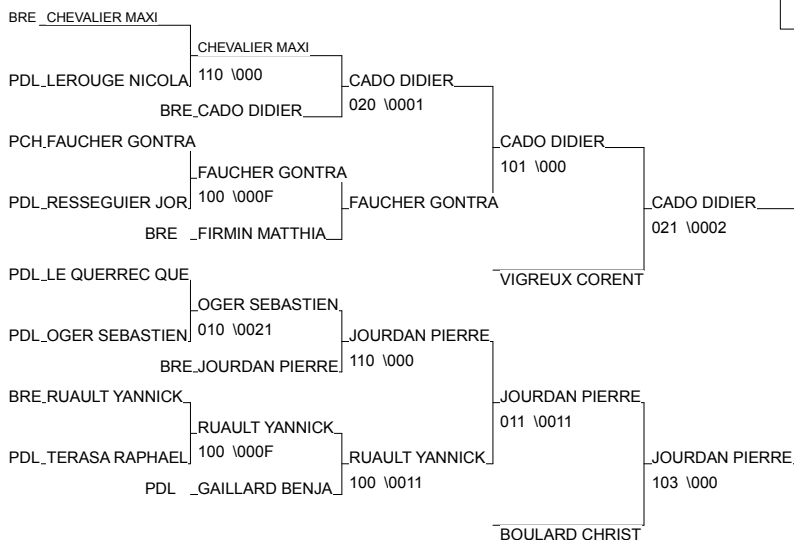 BRE CHEVALIER MAXI
CHEVALIER MAXI
PDL LEROUGE NICOLA 110 \000 CADO DIDIER
BRE CADO DIDIER 020 \0001
PCH FAUCHER GONTRA CADO DIDIER
FAUCHER GONTRA 101 \000
PDL RESSEGUIER JOR 100 \000F FAUCHER GONTRA CADO DIDIER
BRE FIRMIN MATTHIA 021 \0002
PDL LE QUERREC QUE VIGREUX CORENT
OGER SEBASTIEN
PDL OGER SEBASTIEN 010 \0021 JOURDAN PIERRE
BRE JOURDAN PIERRE 110 \000
BRE RUAULT YANNICK JOURDAN PIERRE
RUAULT YANNICK 011 \0011
PDL TERASA RAPHAEL 100 \000F RUAULT YANNICK JOURDAN PIERRE
PDL GAILLARD BENJA 100 \0011 103 \000
BOULARD CHRIST